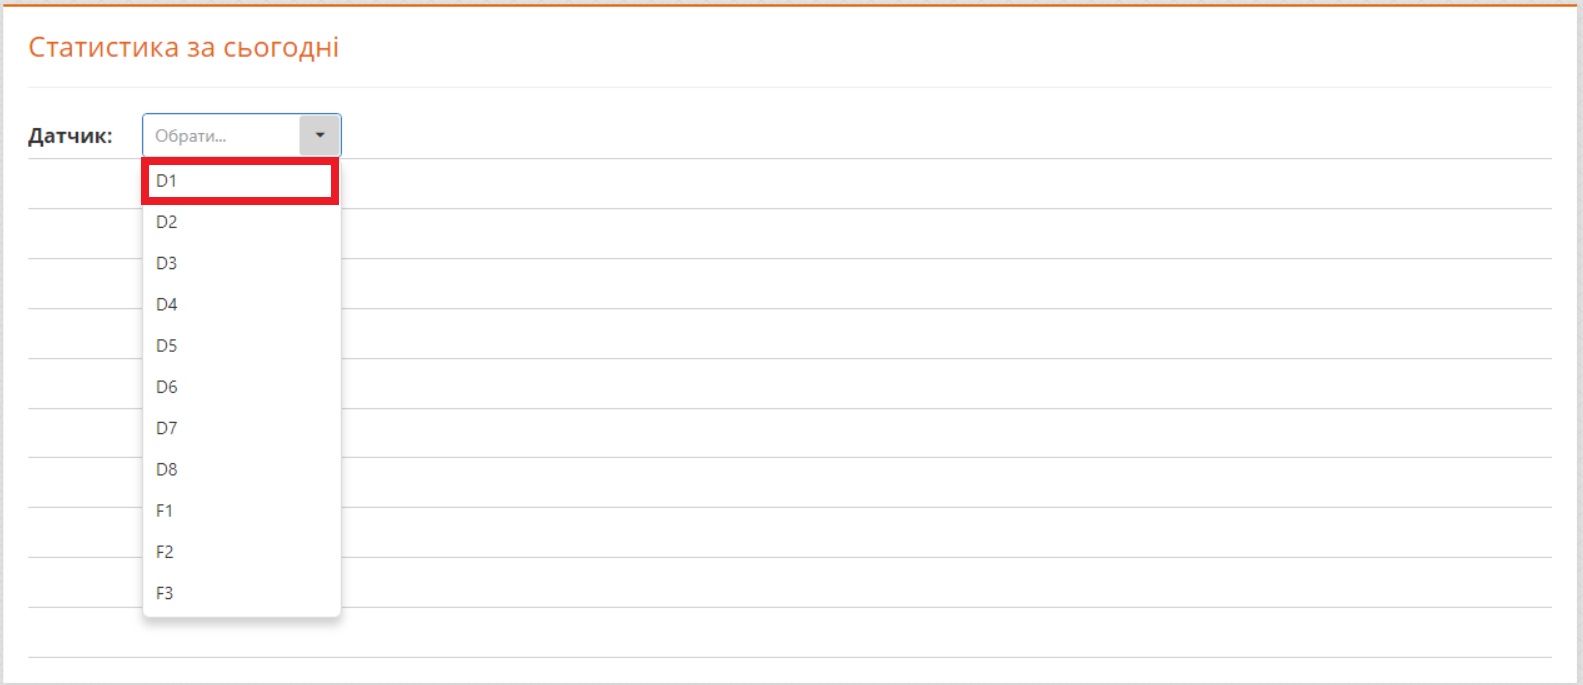 Статистика за сьогодні
Датчик: Обрати...
D1
D2
D3
D4
D5
D6
D7
D8
F1
F2
F3